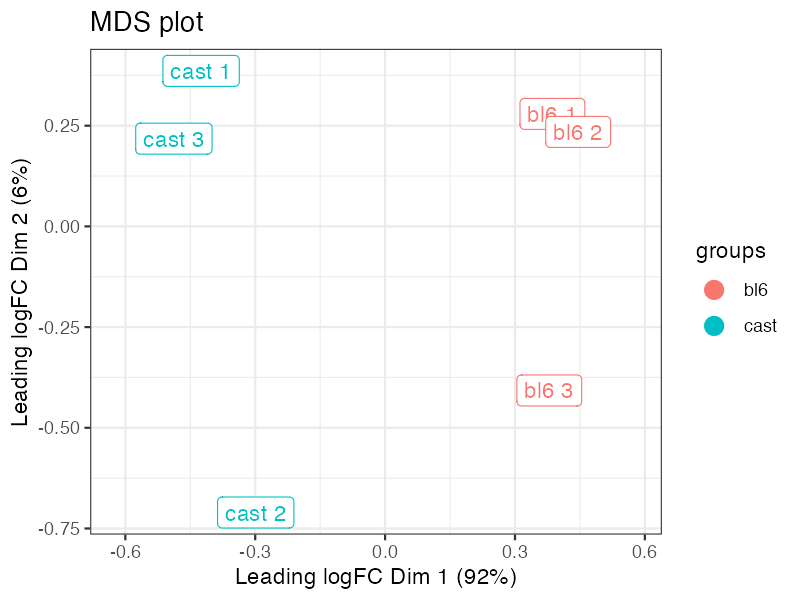 MDS plot
cast 1
cast 3
bl6 1
bl6 2
bl6 3
cast 2
0.25
0.00
-0.25
-0.50
-0.75
-0.6
-0.3
0.0
0.3
0.6
Leading logFC Dim 1 (92%)
Leading logFC Dim 2 (6%)
groups
bl6
cast